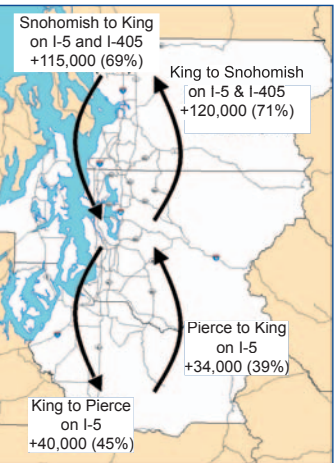 Snohomish to King
on I-5 and I-405
+115,000 (69%)
King to Snohomish
on I-5 & I-405
+120,000 (71%)
Pierce to King
on I-5
+34,000 (39%)
King to Pierce
on I-5
+40,000 (45%)